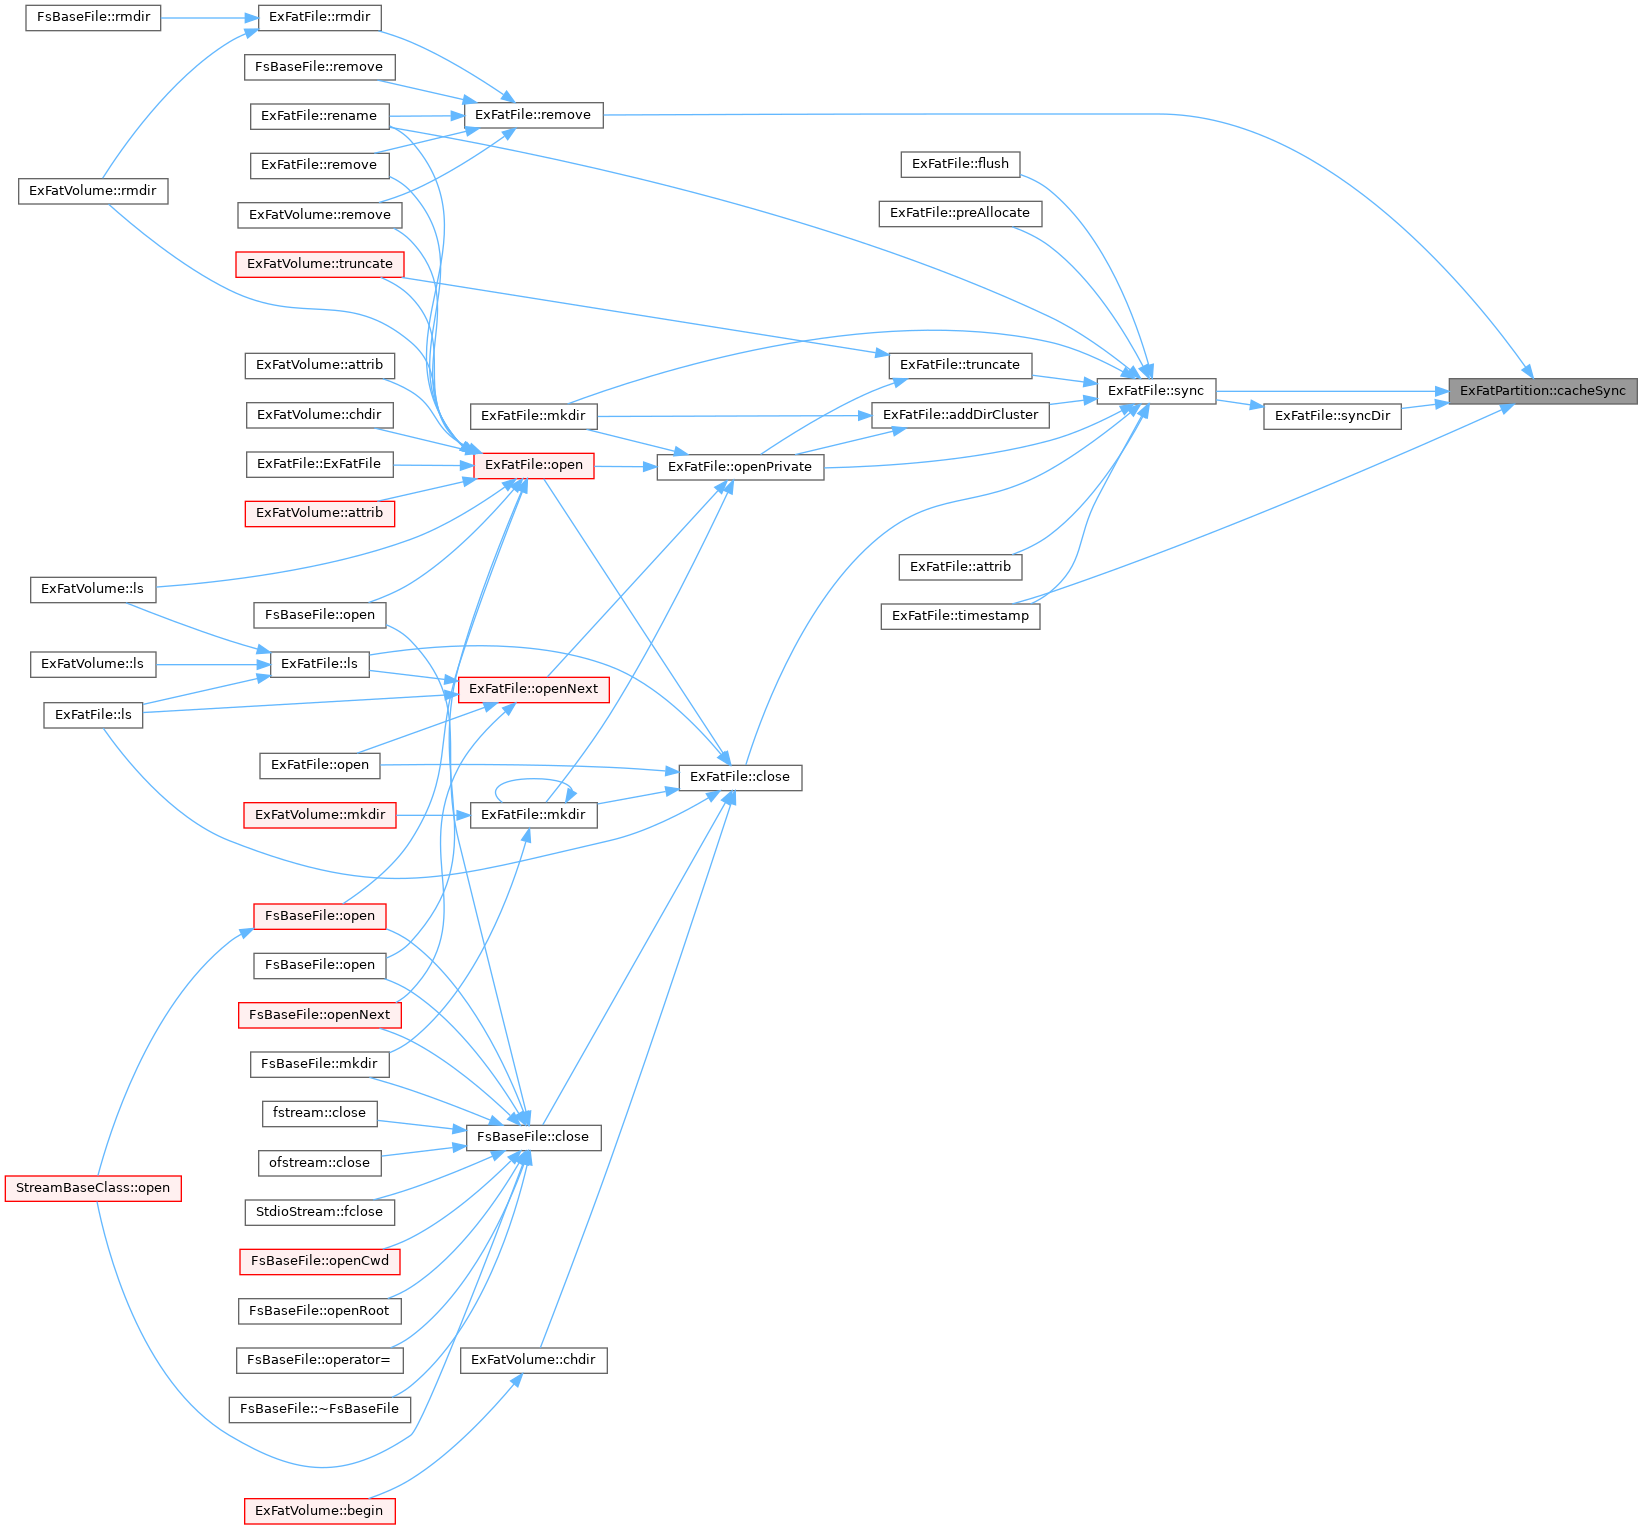 FsBaseFile::rmdir
ExFatFile::rmdir
FsBaseFile::remove
ExFatFile::rename
ExFatFile::remove
ExFatFile::remove
ExFatFile::flush
ExFatVolume::rmdir
ExFatVolume::remove
ExFatFile::preAllocate
ExFatVolume::truncate
ExFatVolume::attrib
ExFatFile::truncate
ExFatFile::sync
ExFatPartition::cacheSync
ExFatVolume::chdir
ExFatFile::mkdir
ExFatFile::addDirCluster
ExFatFile::syncDir
ExFatFile::ExFatFile
ExFatFile::open
ExFatFile::openPrivate
ExFatVolume::attrib
ExFatFile::attrib
ExFatVolume::ls
FsBaseFile::open
ExFatFile::timestamp
ExFatVolume::ls
ExFatFile::ls
ExFatFile::openNext
ExFatFile::ls
ExFatFile::open
ExFatFile::close
ExFatVolume::mkdir
ExFatFile::mkdir
FsBaseFile::open
FsBaseFile::open
FsBaseFile::openNext
FsBaseFile::mkdir
fstream::close
FsBaseFile::close
ofstream::close
StreamBaseClass::open
StdioStream::fclose
FsBaseFile::openCwd
FsBaseFile::openRoot
FsBaseFile::operator=
ExFatVolume::chdir
FsBaseFile::~FsBaseFile
ExFatVolume::begin